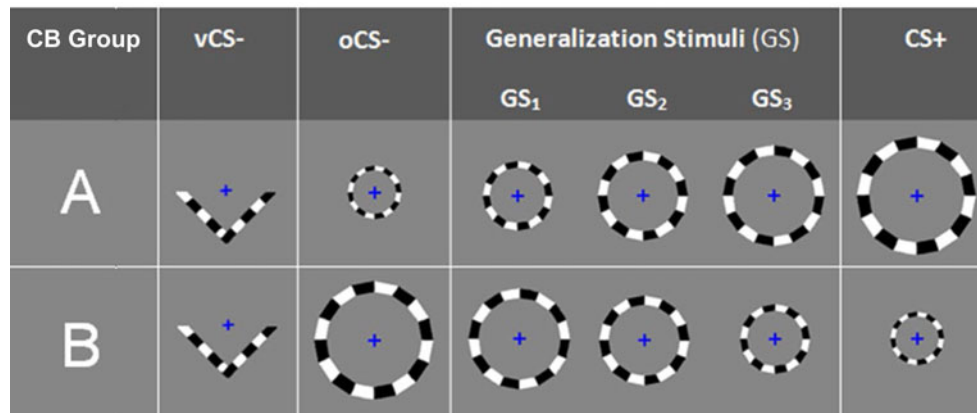 CB Group vCS- oCS- Generalization Stimuli (GS) CS+
GS₁ GS₂ GS₃
A
B